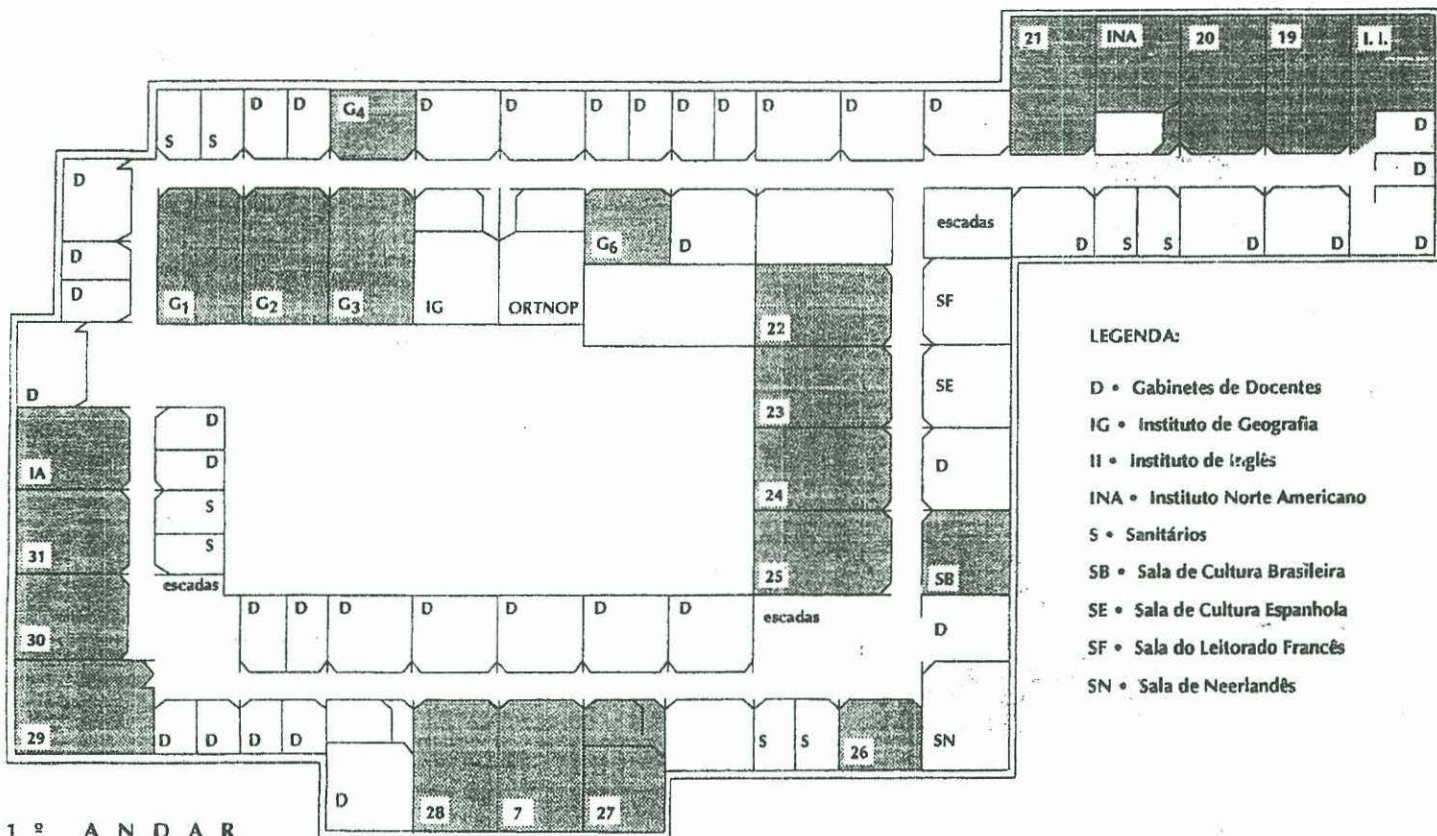 21 INA 20 19 I. I.
D D G4 D D D D D D D D D
S S D
D D
escadas
D G6 D D S S D D D
D
G1 G2 G3 IG ORTNOP SF
22
LEGENDA:
D • Gabinetes de Docentes
SE
D 23
IG • Instituto de Geografia
D
II • Instituto de Inglês
D D
IA 24
INA • Instituto Norte Americano
S
S • Sanitários
31 S 25 SB
SB • Sala de Cultura Brasileira
escadas
D D D D D D D escadas
SE • Sala de Cultura Espanhola
30 D
SF • Sala do Leitorado Francês
SN • Sala de Neerlandês
29 D D D D S S 26 SN
D 28 7 27
1º ANDAR